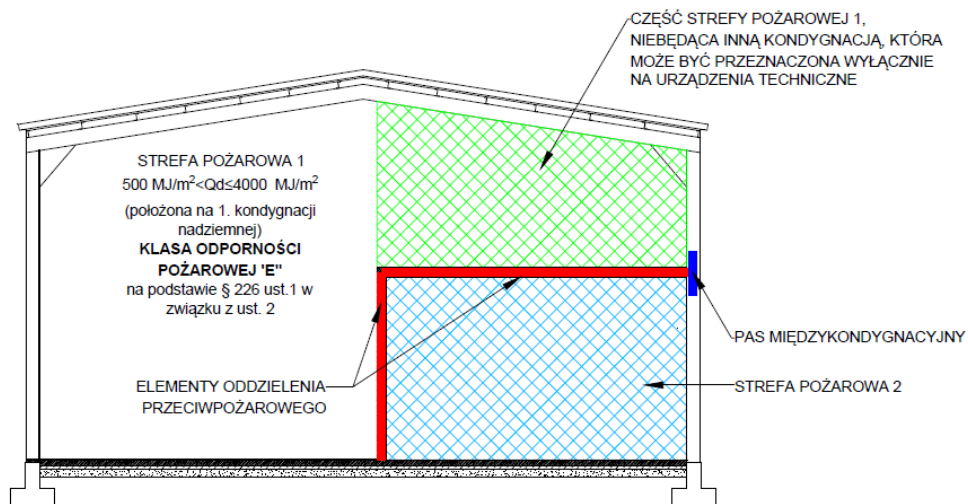 CZĘŚĆ STREFY POŻAROWEJ 1,
NIEBĘDĄCA INNĄ KONDYGNACJĄ, KTÓRA
MOŻE BYĆ PRZEZNACZONA WYŁĄCZNIE
NA URZĄDZENIA TECHNICZNE
STREFA POŻAROWA 1
500 MJ/m²<Qd≤4000 MJ/m²
(położona na 1. kondygnacji
nadziemnej)
KLASA ODPORNOŚCI
POŻAROWEJ 'E"
na podstawie § 226 ust.1 w
związku z ust. 2
PAS MIĘDZYKONDYGNACYJNY
ELEMENTY ODDZIELENIA
PRZECIWPOŻAROWEGO
STREFA POŻAROWA 2